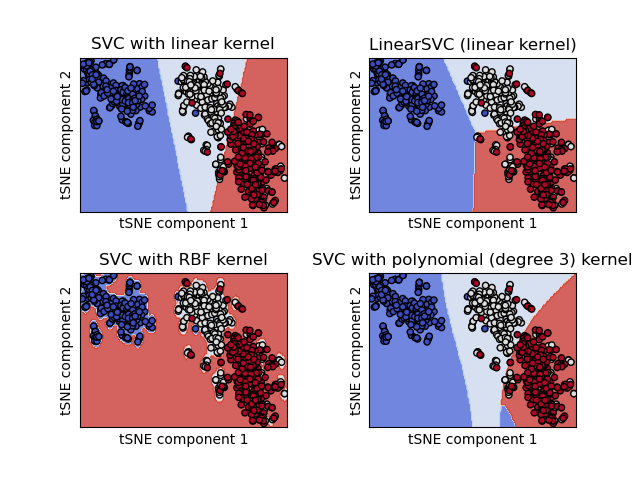 SVC with linear kernel
LinearSVC (linear kernel)
tSNE component 2
tSNE component 2
tSNE component 1
tSNE component 1
SVC with RBF kernel
SVC with polynomial (degree 3) kernel
tSNE component 2
tSNE component 2
tSNE component 1
tSNE component 1